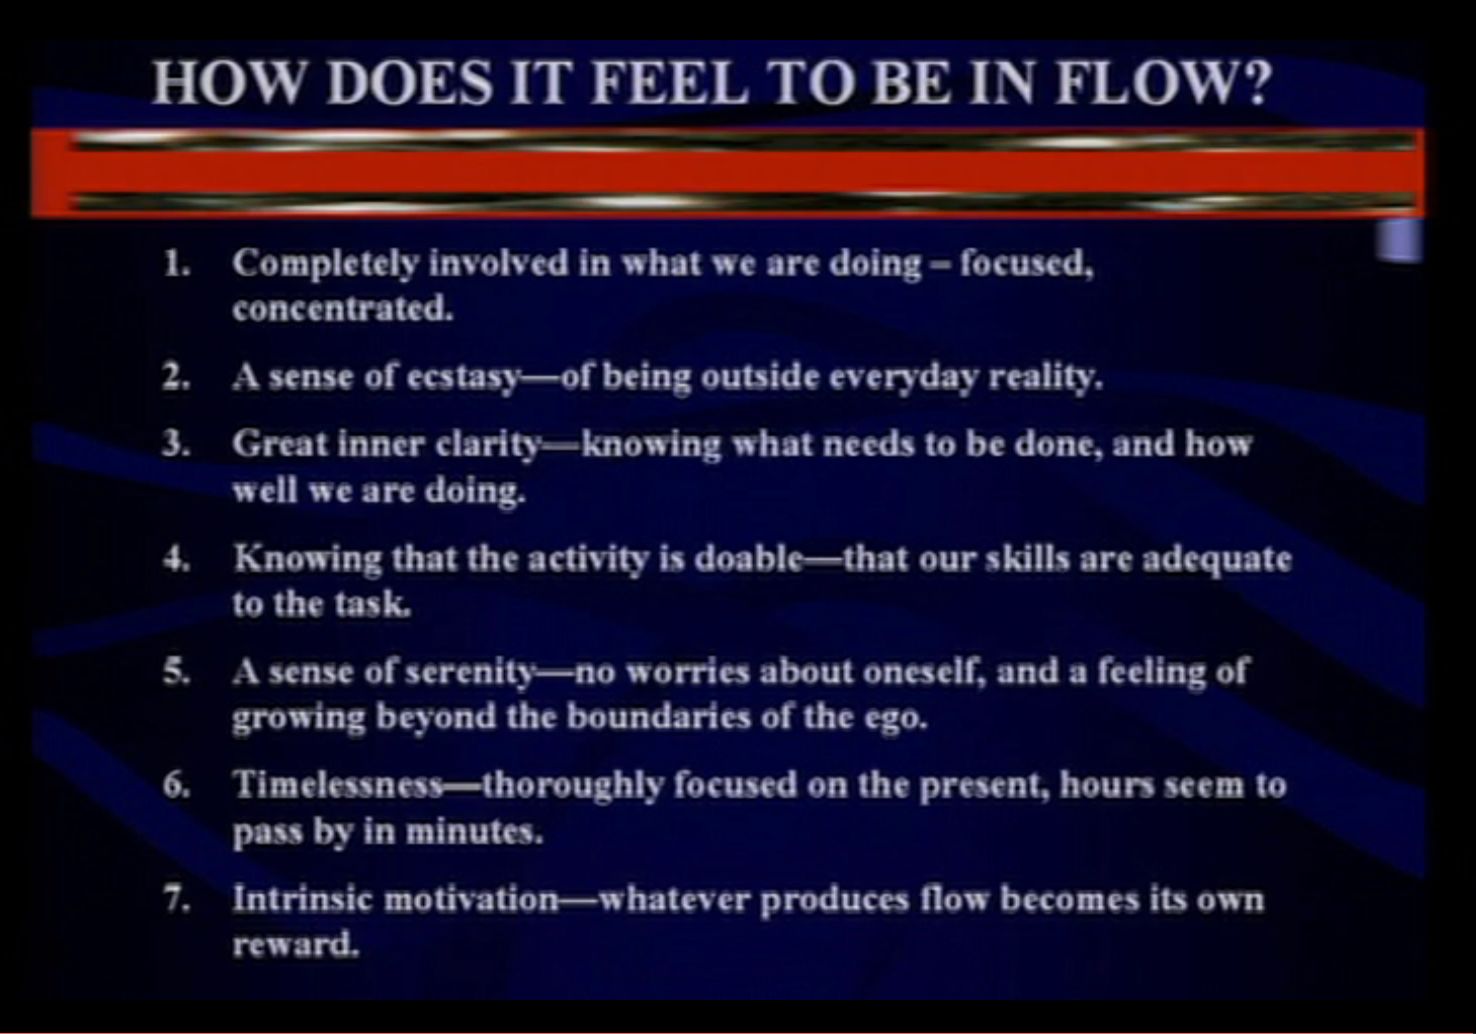 HOW DOES IT FEEL TO BE IN FLOW?
1. Completely involved in what we are doing – focused,
concentrated.
2. A sense of ecstasy—of being outside everyday reality.
3. Great inner clarity—knowing what needs to be done, and how
well we are doing.
4. Knowing that the activity is doable—that our skills are adequate
to the task.
5. A sense of serenity—no worries about oneself, and a feeling of
growing beyond the boundaries of the ego.
6. Timelessness—thoroughly focused on the present, hours seem to
pass by in minutes.
7. Intrinsic motivation—whatever produces flow becomes its own
reward.